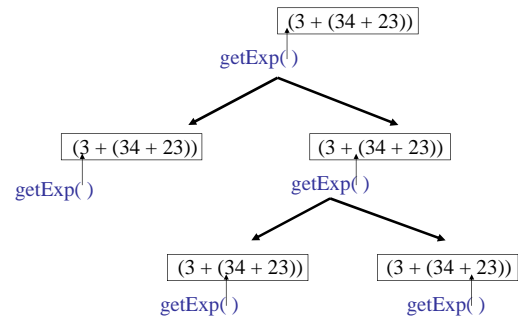 (3 + (34 + 23))
getExp( )
(3 + (34 + 23))
(3 + (34 + 23))
getExp( )
getExp( )
(3 + (34 + 23))
(3 + (34 + 23))
getExp( )
getExp( )